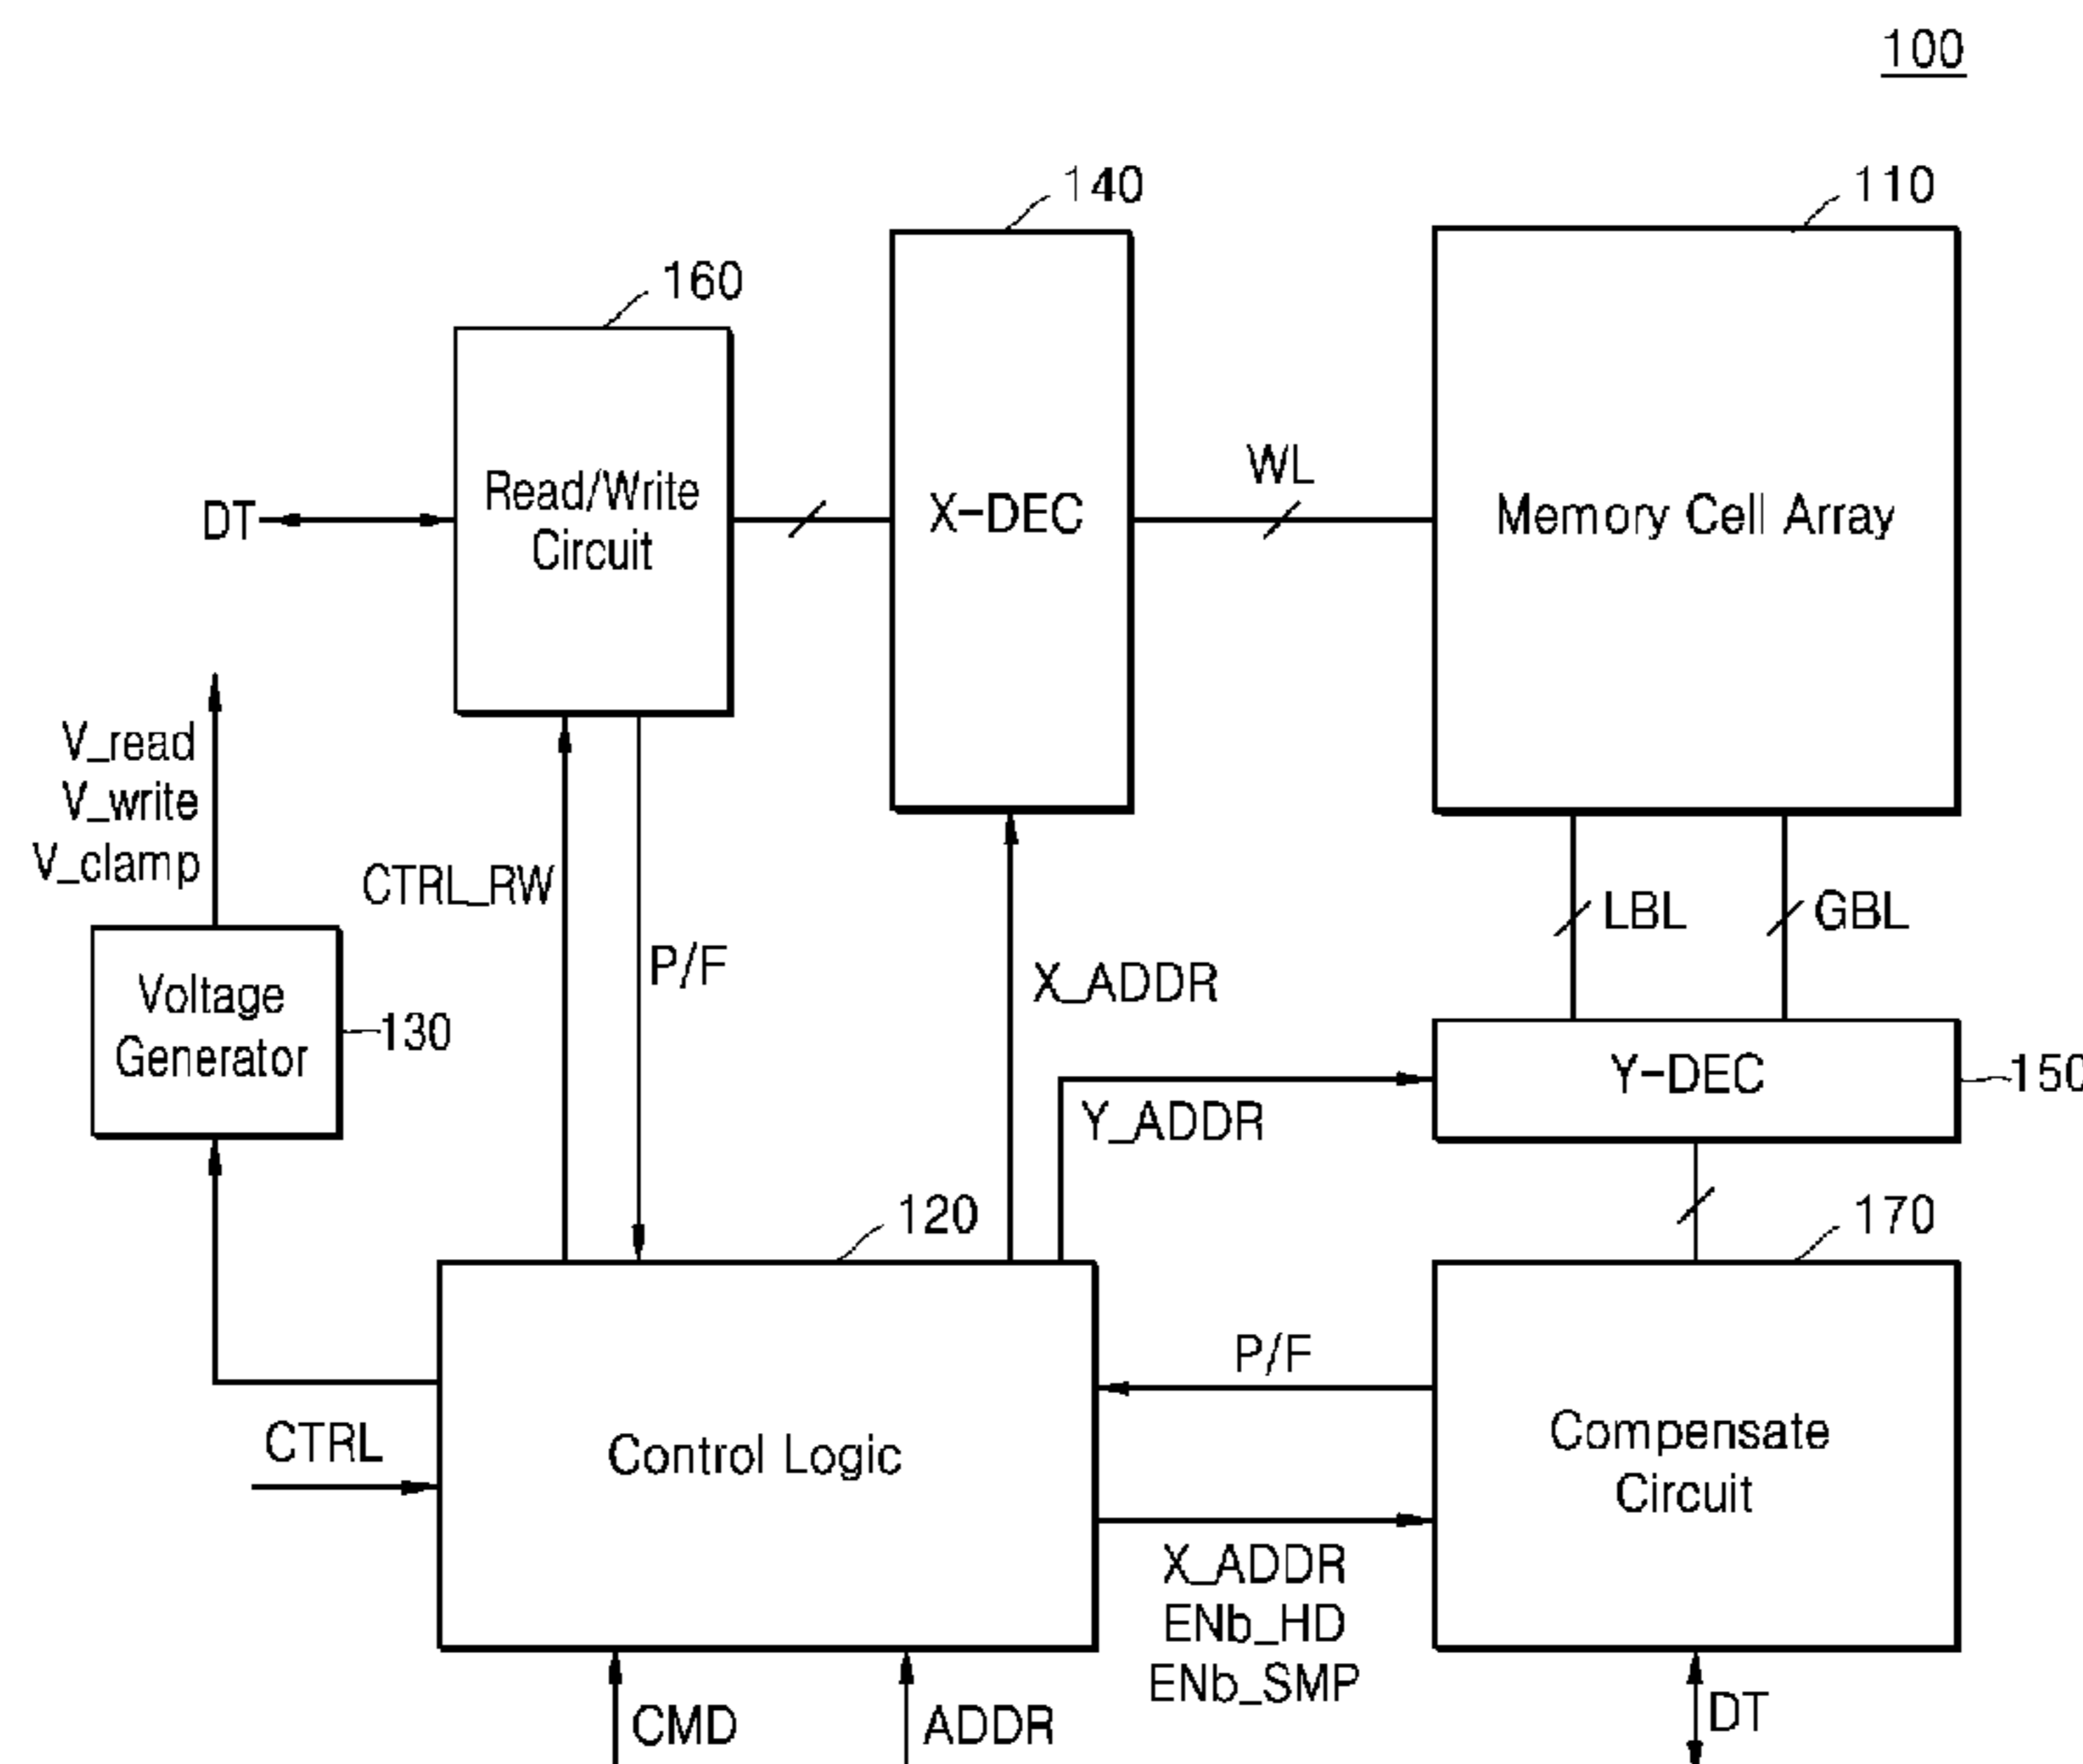 100
140
110
160
WL
Read/Write
Circuit
DT
X-DEC
Memory Cell Array
V_read
V_write
V_clamp
CTRL_RW
LBL
GBL
P/F
X_ADDR
Voltage
Generator
130
Y-DEC
150
Y_ADDR
120
170
P/F
CTRL
Control Logic
Compensate
Circuit
X_ADDR
ENb_HD
ENb_SMP
CMD
ADDR
DT